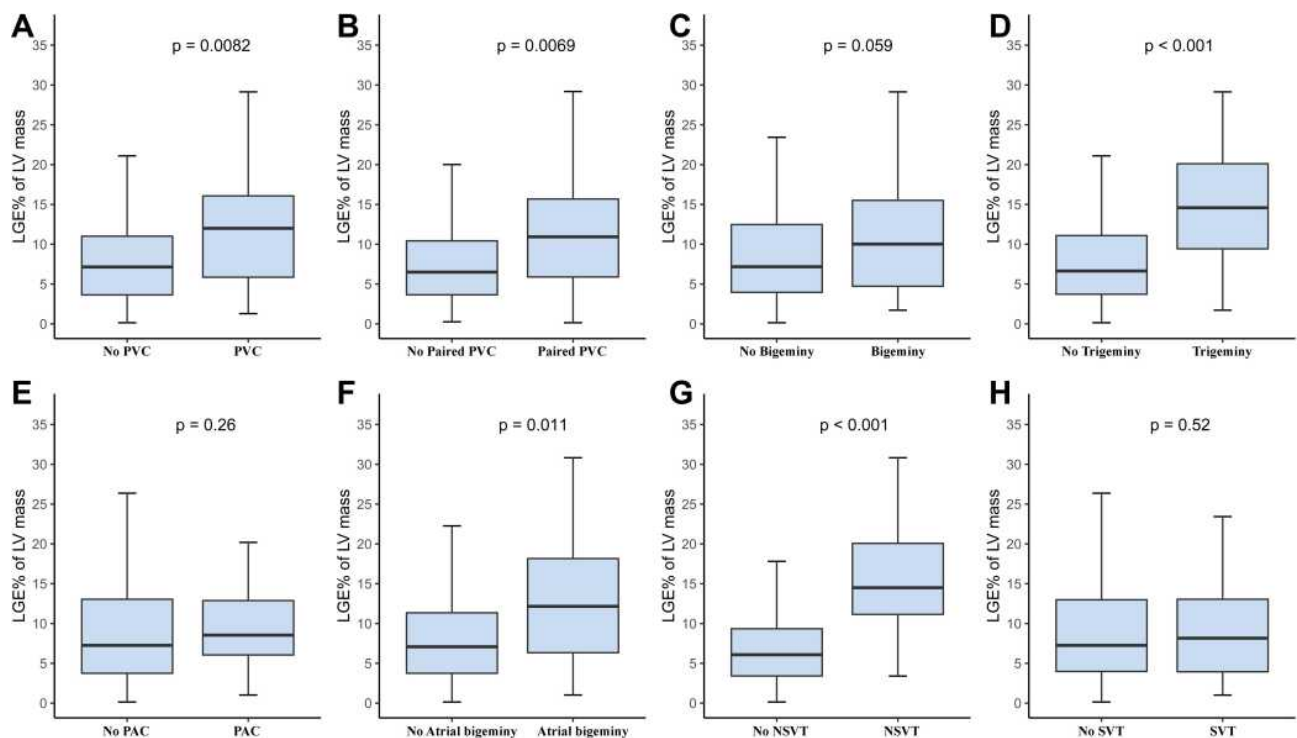 A
p = 0.0082
LGE% of LV mass
35
30
25
20
15
10
5
0
No PVC PVC
B
p = 0.0069
LGE% of LV mass
35
30
25
20
15
10
5
0
No Paired PVC Paired PVC
C
p = 0.059
LGE% of LV mass
35
30
25
20
15
10
5
0
No Bigeminy Bigeminy
D
p < 0.001
LGE% of LV mass
35
30
25
20
15
10
5
0
No Trigeminy Trigeminy
E
p = 0.26
LGE% of LV mass
35
30
25
20
15
10
5
0
No PAC PAC
F
p = 0.011
LGE% of LV mass
35
30
25
20
15
10
5
0
No Atrial bigeminy Atrial bigeminy
G
p < 0.001
LGE% of LV mass
35
30
25
20
15
10
5
0
No NSVT NSVT
H
p = 0.52
LGE% of LV mass
35
30
25
20
15
10
5
0
No SVT SVT